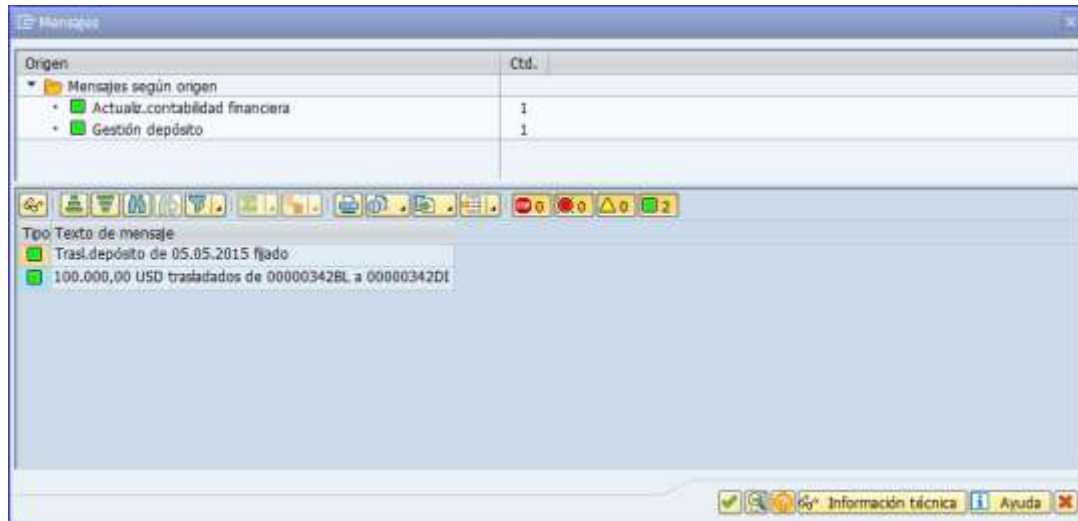 Mensajes
Origen Ctd.
Mensajes según origen
Actualiz.contabilidad financiera 1
Gestión depósito 1
0 0 0 2
Tipo Texto de mensaje
Trasl.depósito de 05.05.2015 fijado
100.000,00 USD trasladados de 00000342BL a 00000342DI
Información técnica Ayuda